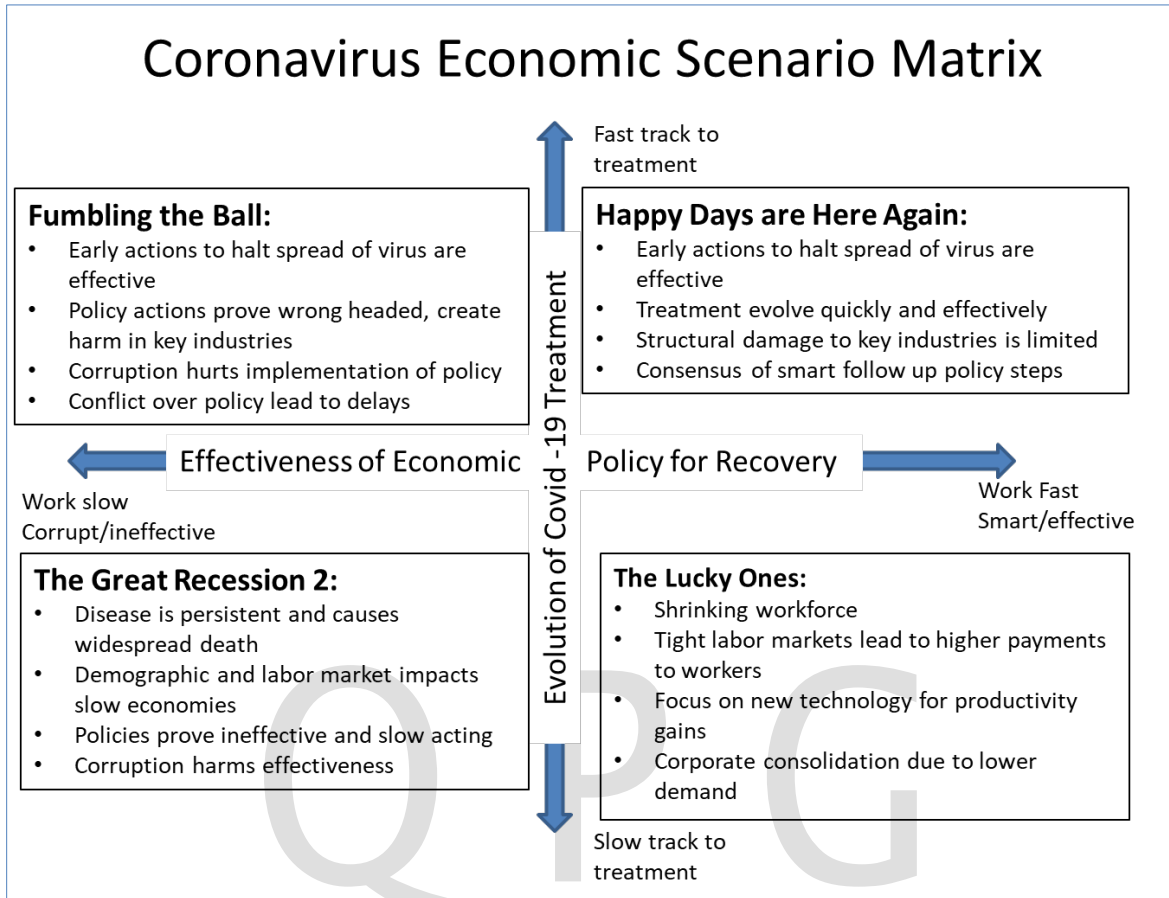 Coronavirus Economic Scenario Matrix
Fast track to
treatment
Fumbling the Ball:
• Early actions to halt spread of virus are
effective
• Policy actions prove wrong headed, create
harm in key industries
• Corruption hurts implementation of policy
• Conflict over policy lead to delays
Happy Days are Here Again:
• Early actions to halt spread of virus are
effective
• Treatment evolve quickly and effectively
• Structural damage to key industries is limited
• Consensus of smart follow up policy steps
Evolution of Covid -19 Treatment
Effectiveness of Economic Policy for Recovery
Work slow
Corrupt/ineffective
Work Fast
Smart/effective
The Great Recession 2:
• Disease is persistent and causes
widespread death
• Demographic and labor market impacts
slow economies
• Policies prove ineffective and slow acting
• Corruption harms effectiveness
The Lucky Ones:
• Shrinking workforce
• Tight labor markets lead to higher payments
to workers
• Focus on new technology for productivity
gains
• Corporate consolidation due to lower
demand
Slow track to
treatment
QPG